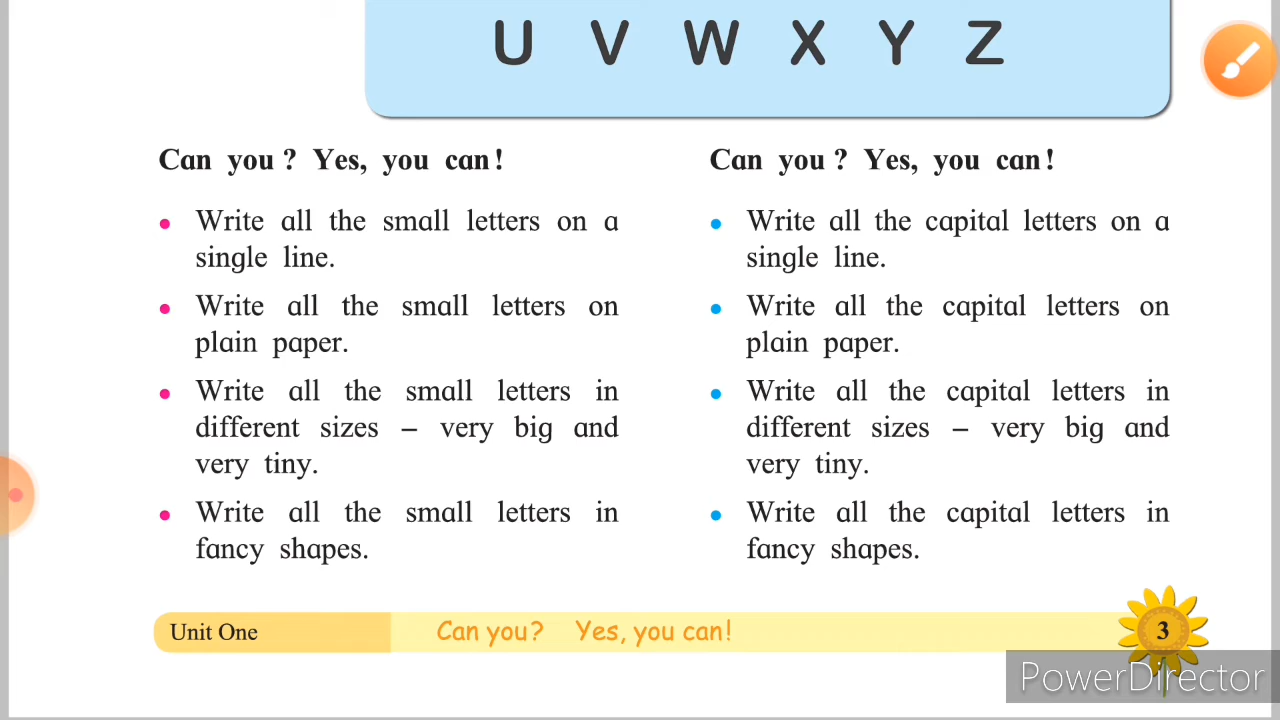 U V W X Y Z
Can you ? Yes, you can !
• Write all the small letters on a
single line.
• Write all the small letters on
plain paper.
• Write all the small letters in
different sizes – very big and
very tiny.
• Write all the small letters in
fancy shapes.
Can you ? Yes, you can !
• Write all the capital letters on a
single line.
• Write all the capital letters on
plain paper.
• Write all the capital letters in
different sizes – very big and
very tiny.
• Write all the capital letters in
fancy shapes.
Unit One Can you? Yes, you can! 3
PowerDirector